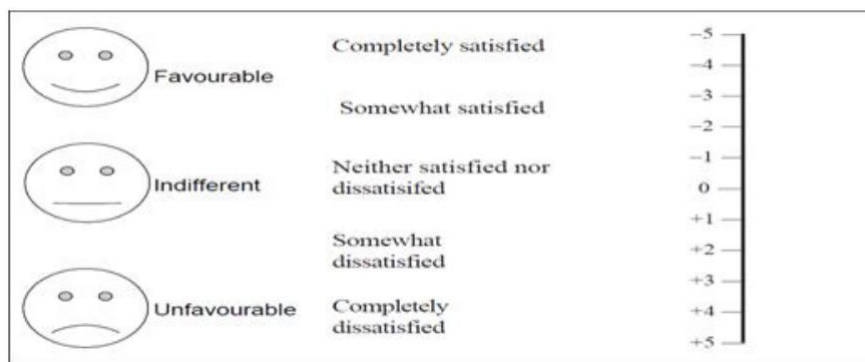 Favourable
Indifferent
Unfavourable
Completely satisfied
Somewhat satisfied
Neither satisfied nor
dissatisifed
Somewhat
dissatisfied
Completely
dissatisfied
–5
–4
–3
–2
–1
0
+1
+2
+3
+4
+5